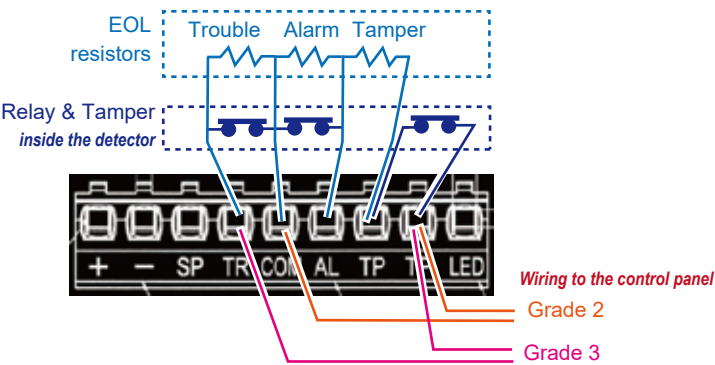 EOL
resistors
Trouble Alarm Tamper
Relay & Tamper
inside the detector
+ − SP TR COM AL TP LED
Wiring to the control panel
Grade 2
Grade 3